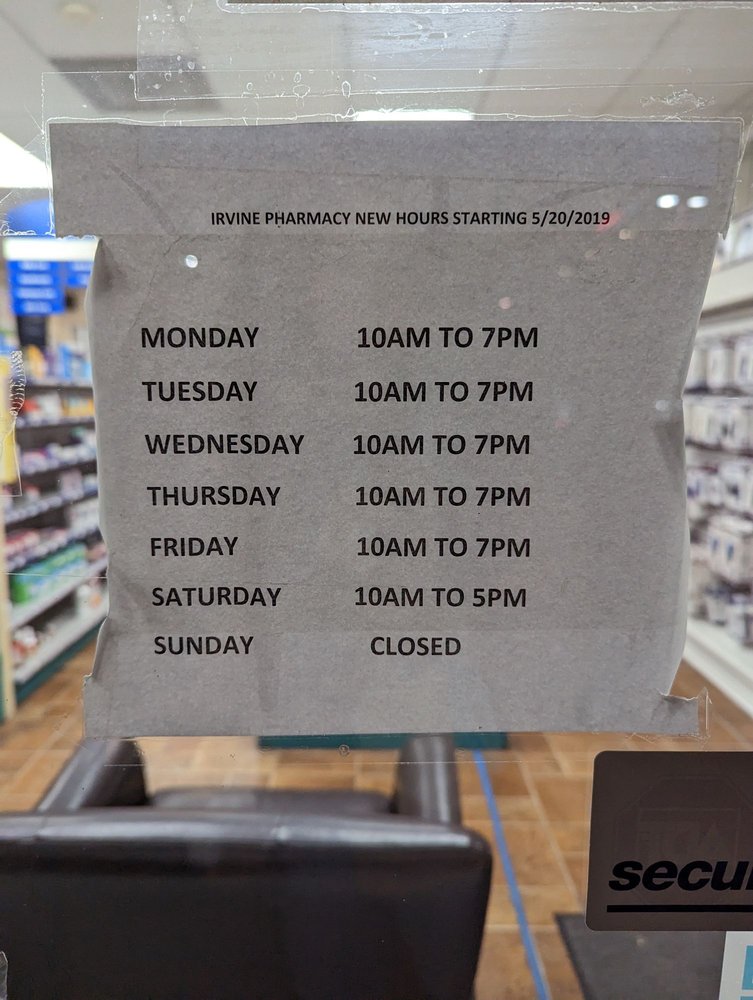 IRVINE PHARMACY NEW HOURS STARTING 5/20/2019
MONDAY 10AM TO 7PM
TUESDAY 10AM TO 7PM
WEDNESDAY 10AM TO 7PM
THURSDAY 10AM TO 7PM
FRIDAY 10AM TO 7PM
SATURDAY 10AM TO 5PM
SUNDAY CLOSED
secur